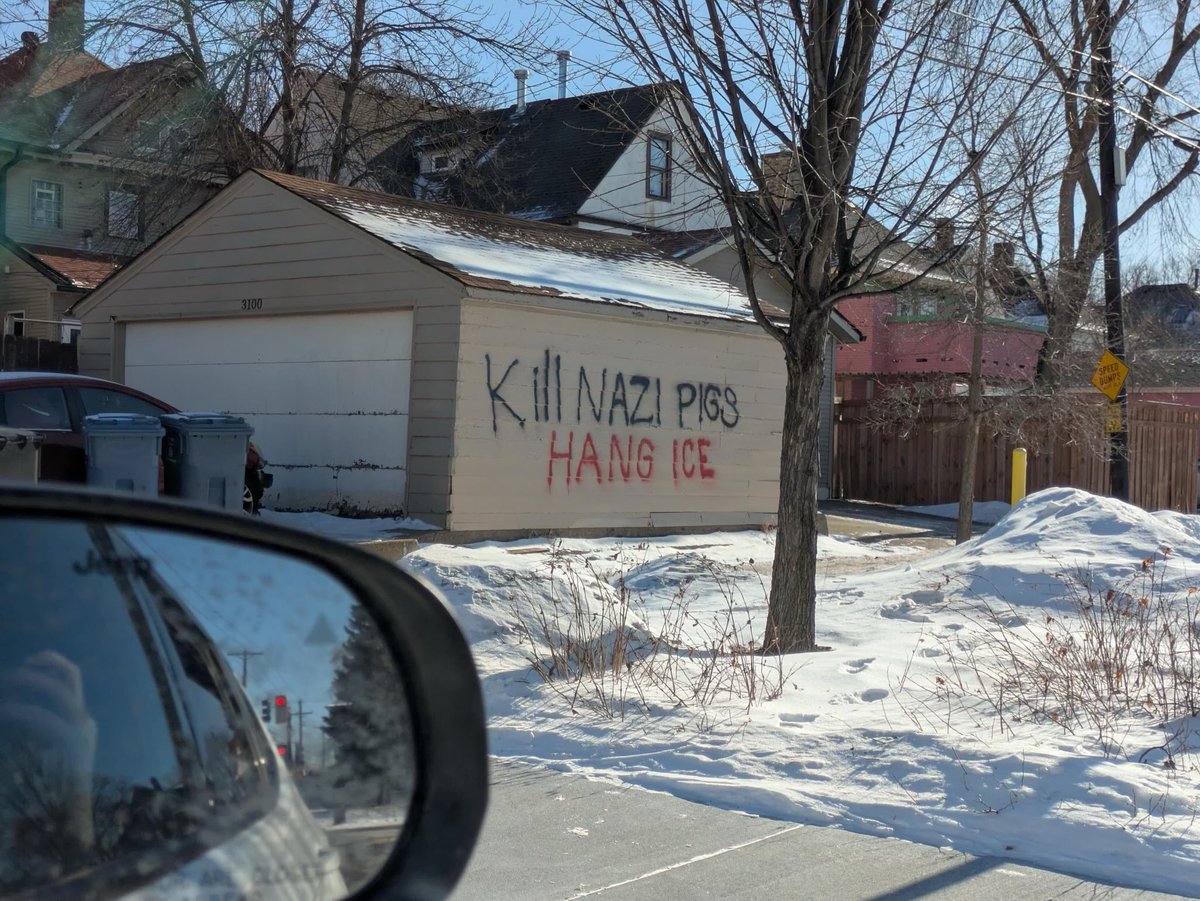 3100
Kill NAZI PIGS
HANG ICE
SPEED
BUMPS